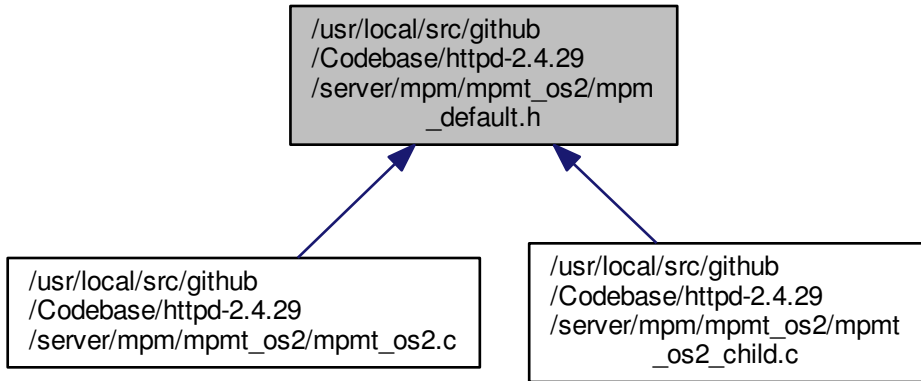 /usr/local/src/github
/Codebase/httpd-2.4.29
/server/mpm/mpmt_os2/mpm
_default.h
/usr/local/src/github
/Codebase/httpd-2.4.29
/server/mpm/mpmt_os2/mpmt_os2.c
/usr/local/src/github
/Codebase/httpd-2.4.29
/server/mpm/mpmt_os2/mpmt
_os2_child.c